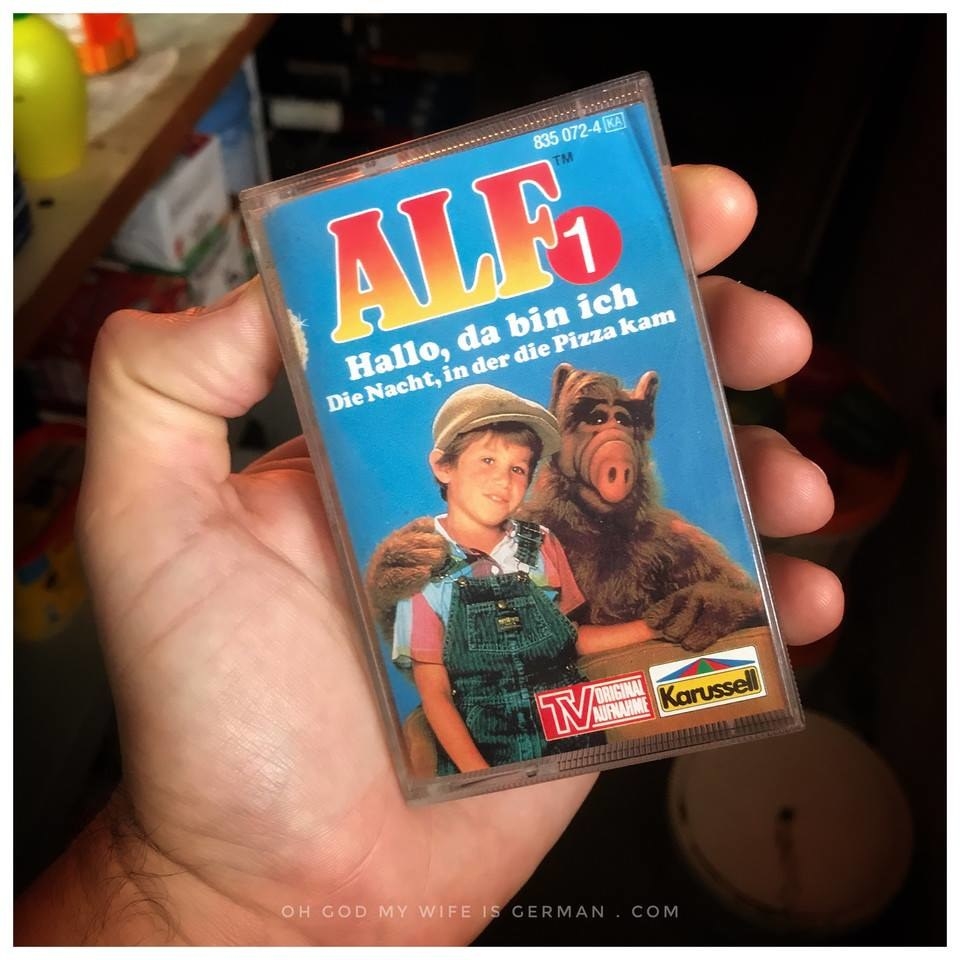 835 072-4 KA
ALF™
1
Hallo, da bin ich
Die Nacht, in der die Pizza kam
TV ORIGINAL
AUFNAHME
Karussell
OH GOD MY WIFE IS GERMAN . COM